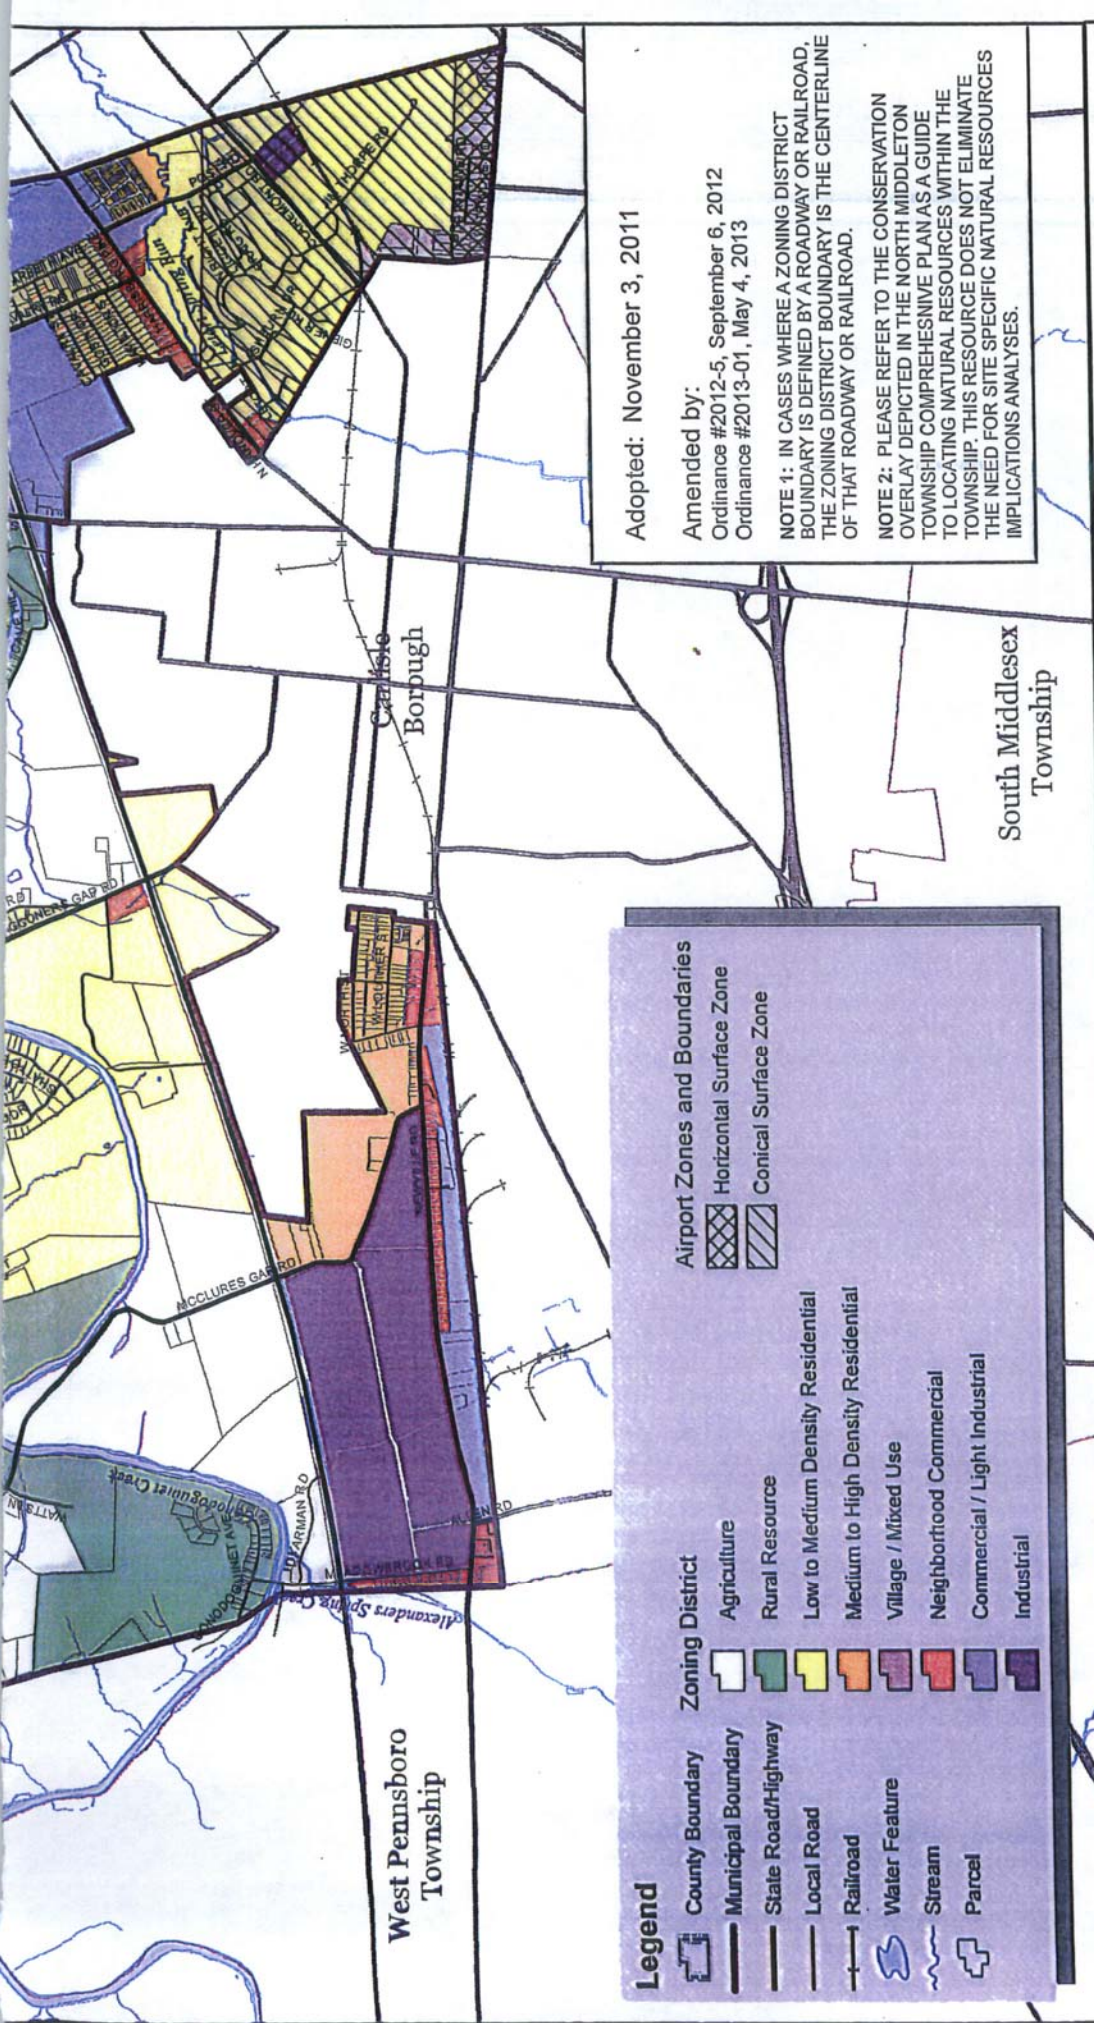 Adopted: November 3, 2011
Amended by:
Ordinance #2012-5, September 6, 2012
Ordinance #2013-01, May 4, 2013
NOTE 1: IN CASES WHERE A ZONING DISTRICT
BOUNDARY IS DEFINED BY A ROADWAY OR RAILROAD,
THE ZONING DISTRICT BOUNDARY IS THE CENTERLINE
OF THAT ROADWAY OR RAILROAD.
NOTE 2: PLEASE REFER TO THE CONSERVATION
OVERLAY DEPICTED IN THE NORTH MIDDLETON
TOWNSHIP COMPREHESNIVE PLAN AS A GUIDE
TO LOCATING NATURAL RESOURCES WITHIN THE
TOWNSHIP. THIS RESOURCE DOES NOT ELIMINATE
THE NEED FOR SITE SPECIFIC NATURAL RESOURCES
IMPLICATIONS ANALYSES.
Carlisle
Borough
South Middlesex
Township
West Pennsboro
Township
MCCLURES GAP RD
Conodoguinet Creek
Alexanders Spring Creek
ALLEN RD
WATTS LN
CLAREMONT RD
Legend
County Boundary
Municipal Boundary
State Road/Highway
Local Road
Railroad
Water Feature
Stream
Parcel
Zoning District
Agriculture
Rural Resource
Low to Medium Density Residential
Medium to High Density Residential
Village / Mixed Use
Neighborhood Commercial
Commercial / Light Industrial
Industrial
Airport Zones and Boundaries
Horizontal Surface Zone
Conical Surface Zone